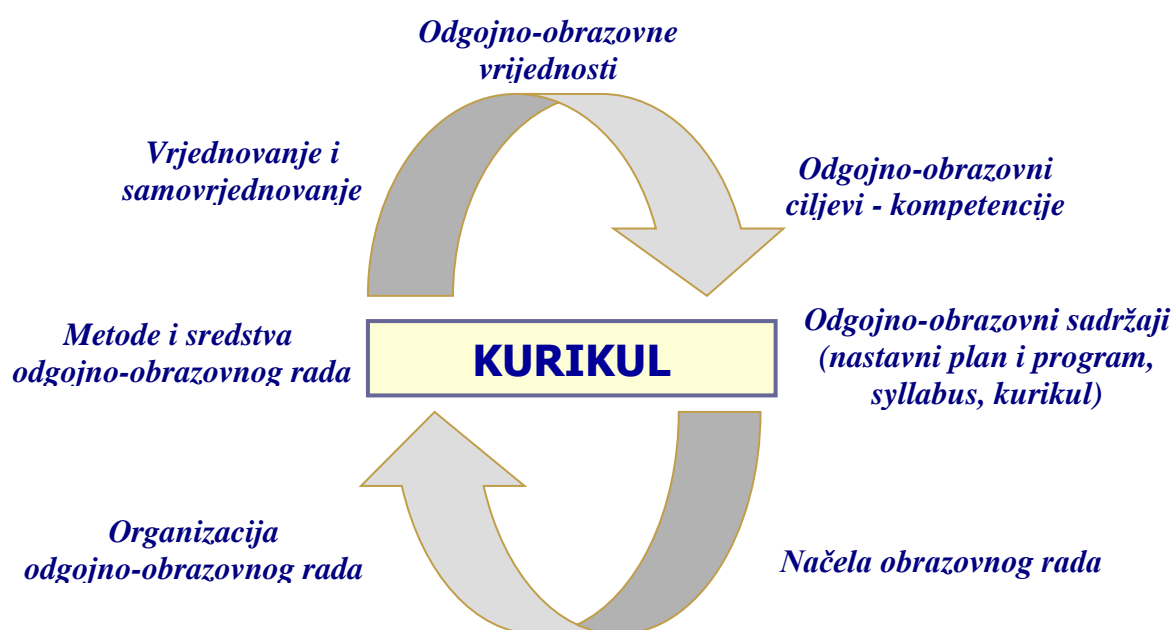 Odgojno-obrazovne
vrijednosti
Vrjednovanje i
samovrjednovanje
Odgojno-obrazovni
ciljevi - kompetencije
Metode i sredstva
odgojno-obrazovnog rada
KURIKUL
Odgojno-obrazovni sadržaji
(nastavni plan i program,
syllabus, kurikul)
Organizacija
odgojno-obrazovnog rada
Načela obrazovnog rada